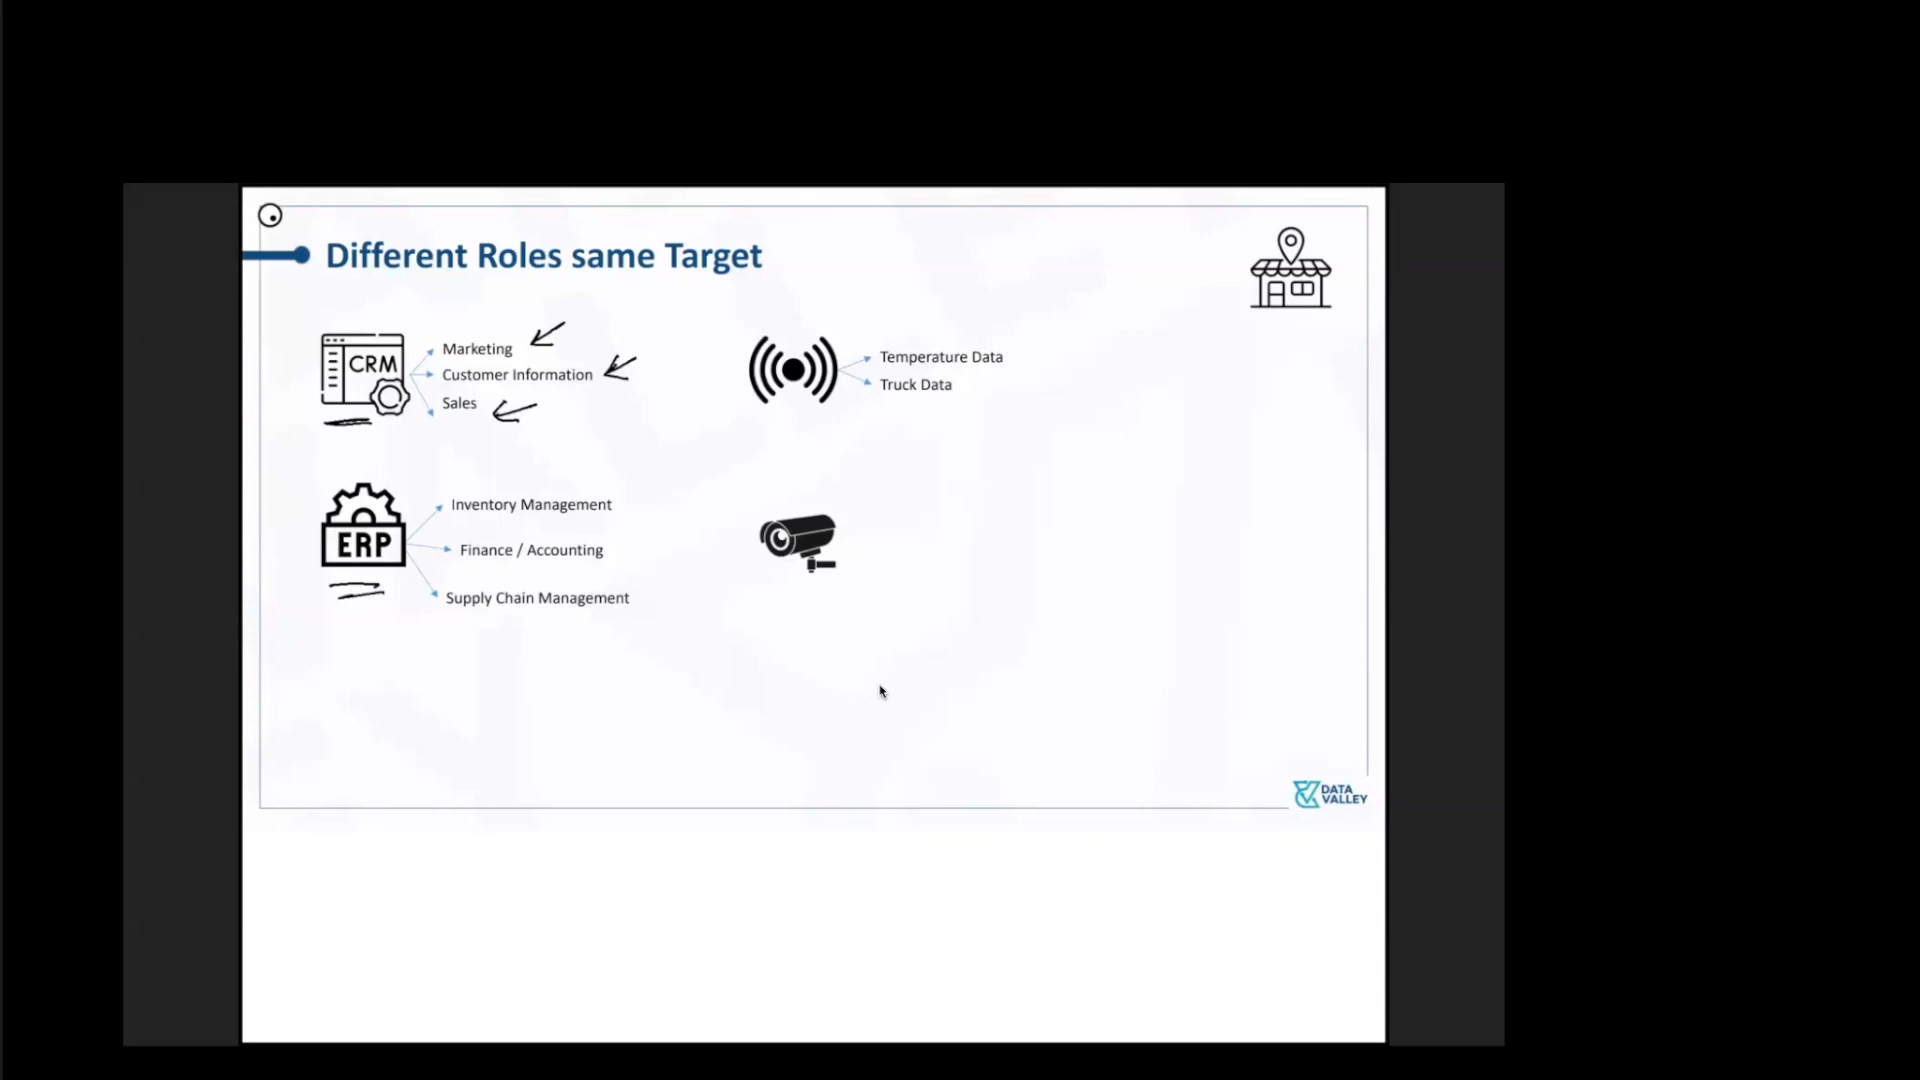 Different Roles same Target
CRM
Marketing
Customer Information
Sales
Temperature Data
Truck Data
ERP
Inventory Management
Finance / Accounting
Supply Chain Management
DATA
VALLEY